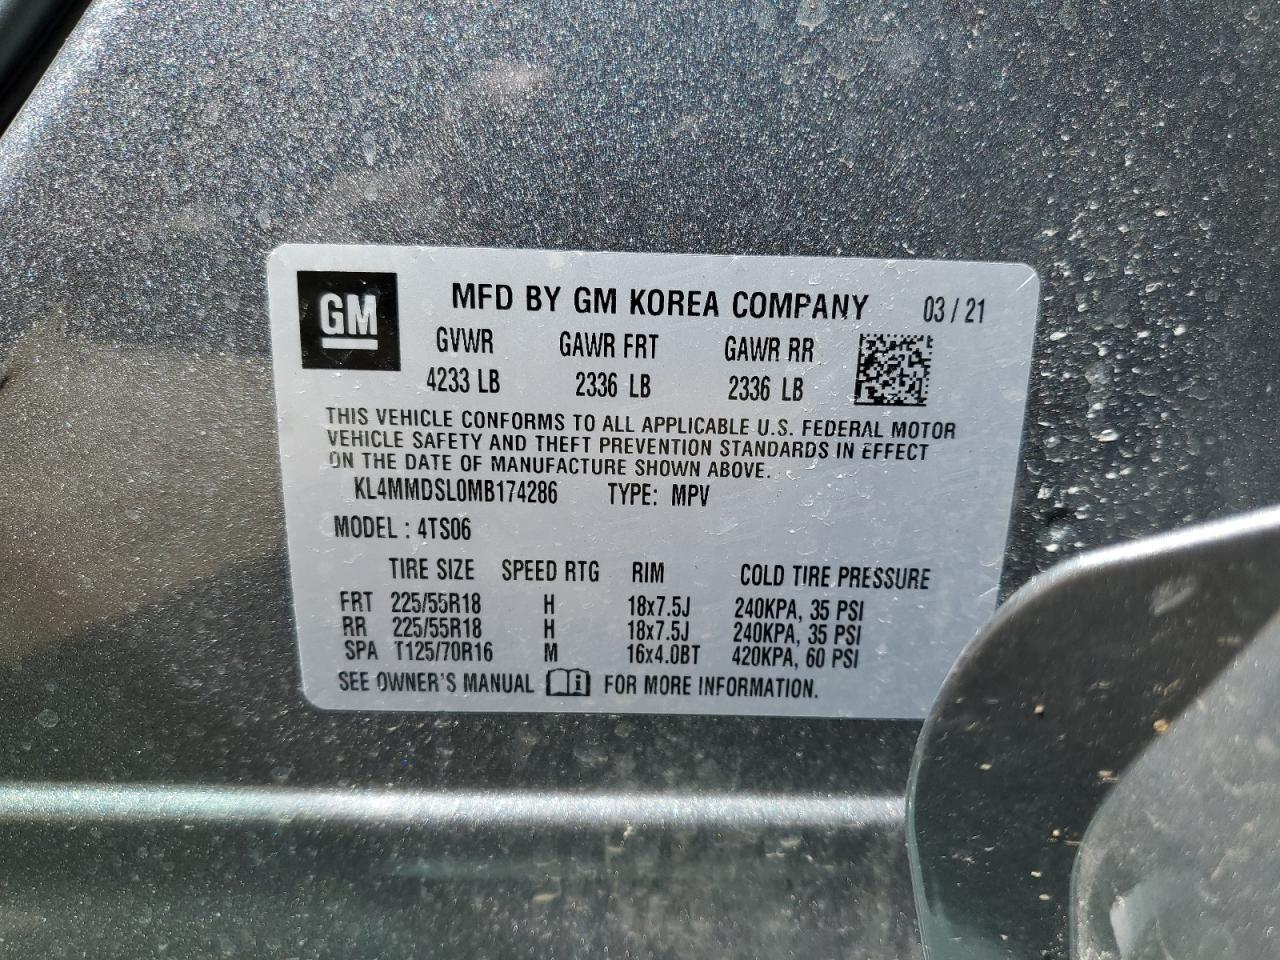 GM MFD BY GM KOREA COMPANY 03/21
GVWR GAWR FRT GAWR RR
4233 LB 2336 LB 2336 LB
THIS VEHICLE CONFORMS TO ALL APPLICABLE U.S. FEDERAL MOTOR
VEHICLE SAFETY AND THEFT PREVENTION STANDARDS IN EFFECT
ON THE DATE OF MANUFACTURE SHOWN ABOVE.
KL4MMDSL0MB174286 TYPE: MPV
MODEL : 4TS06
TIRE SIZE SPEED RTG RIM COLD TIRE PRESSURE
FRT 225/55R18 H 18x7.5J 240KPA, 35 PSI
RR 225/55R18 H 18x7.5J 240KPA, 35 PSI
SPA T125/70R16 M 16x4.0BT 420KPA, 60 PSI
SEE OWNER'S MANUAL i FOR MORE INFORMATION.